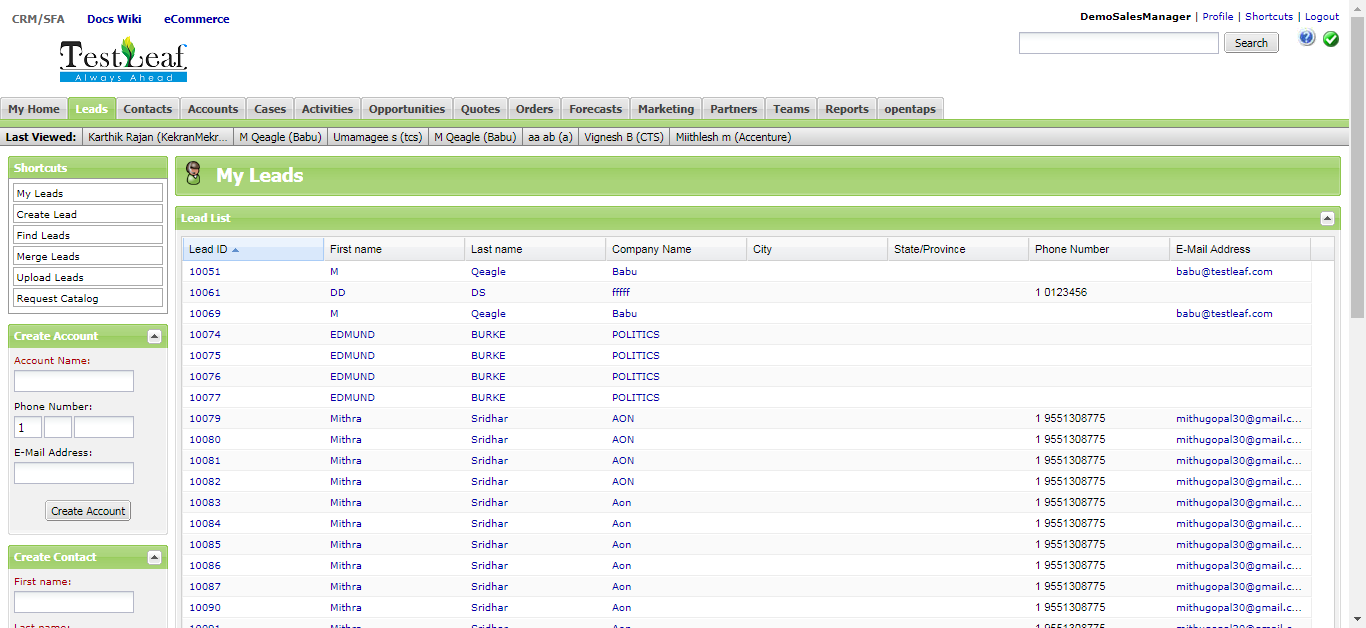 CRM/SFA Docs Wiki eCommerce
DemoSalesManager | Profile | Shortcuts | Logout
TestLeaf
Always Ahead
Search
My Home Leads Contacts Accounts Cases Activities Opportunities Quotes Orders Forecasts Marketing Partners Teams Reports opentaps
Last Viewed: Karthik Rajan (KekranMekr... M Qeagle (Babu) Umamagee s (tcs) M Qeagle (Babu) aa ab (a) Vignesh B (CTS) Miithlesh m (Accenture)
Shortcuts
My Leads
Create Lead
Find Leads
Merge Leads
Upload Leads
Request Catalog
Create Account
Account Name:
Phone Number:
1
E-Mail Address:
Create Account
Create Contact
First name:
Last name:
My Leads
Lead List
Lead ID First name Last name Company Name City State/Province Phone Number E-Mail Address
10051 M Qeagle Babu babu@testleaf.com
10061 DD DS fffff 1 0123456
10069 M Qeagle Babu babu@testleaf.com
10074 EDMUND BURKE POLITICS
10075 EDMUND BURKE POLITICS
10076 EDMUND BURKE POLITICS
10077 EDMUND BURKE POLITICS
10079 Mithra Sridhar AON 1 9551308775 mithugopal30@gmail.c...
10080 Mithra Sridhar AON 1 9551308775 mithugopal30@gmail.c...
10081 Mithra Sridhar AON 1 9551308775 mithugopal30@gmail.c...
10082 Mithra Sridhar AON 1 9551308775 mithugopal30@gmail.c...
10083 Mithra Sridhar Aon 1 9551308775 mithugopal30@gmail.c...
10084 Mithra Sridhar Aon 1 9551308775 mithugopal30@gmail.c...
10085 Mithra Sridhar Aon 1 9551308775 mithugopal30@gmail.c...
10086 Mithra Sridhar Aon 1 9551308775 mithugopal30@gmail.c...
10087 Mithra Sridhar Aon 1 9551308775 mithugopal30@gmail.c...
10090 Mithra Sridhar Aon 1 9551308775 mithugopal30@gmail.c...
10091 Mithra Sridhar Aon 1 9551308775 mithugopal30@gmail.c...